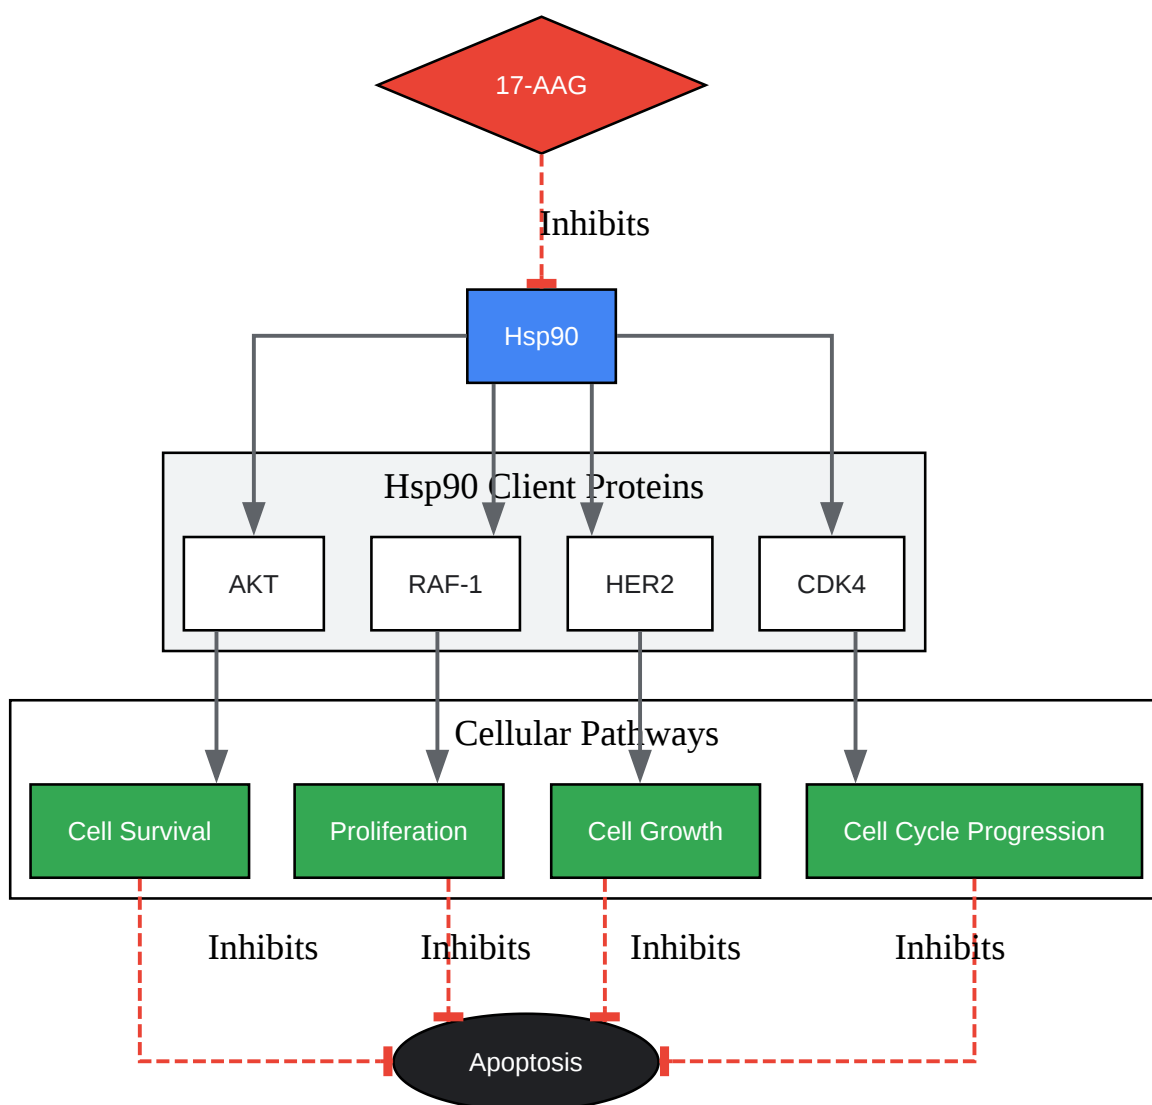 17-AAG
Inhibits
Hsp90
Hsp90 Client Proteins
AKT
RAF-1
HER2
CDK4
Cellular Pathways
Cell Survival
Proliferation
Cell Growth
Cell Cycle Progression
Inhibits
Inhibits
Inhibits
Inhibits
Apoptosis